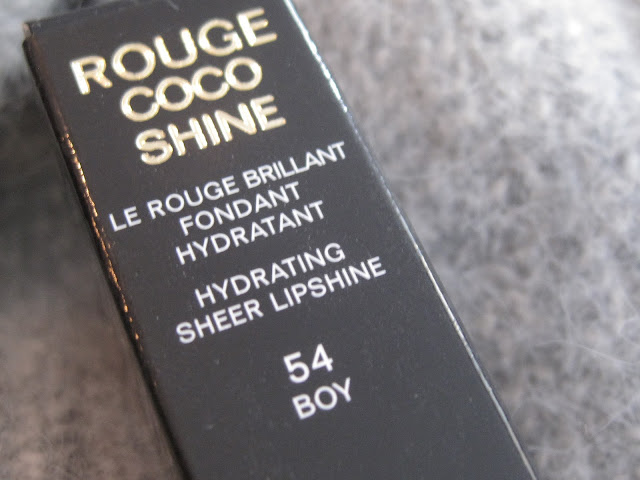 ROUGE
COCO
SHINE
LE ROUGE BRILLANT
FONDANT
HYDRATANT
HYDRATING
SHEER LIPSHINE
54
BOY